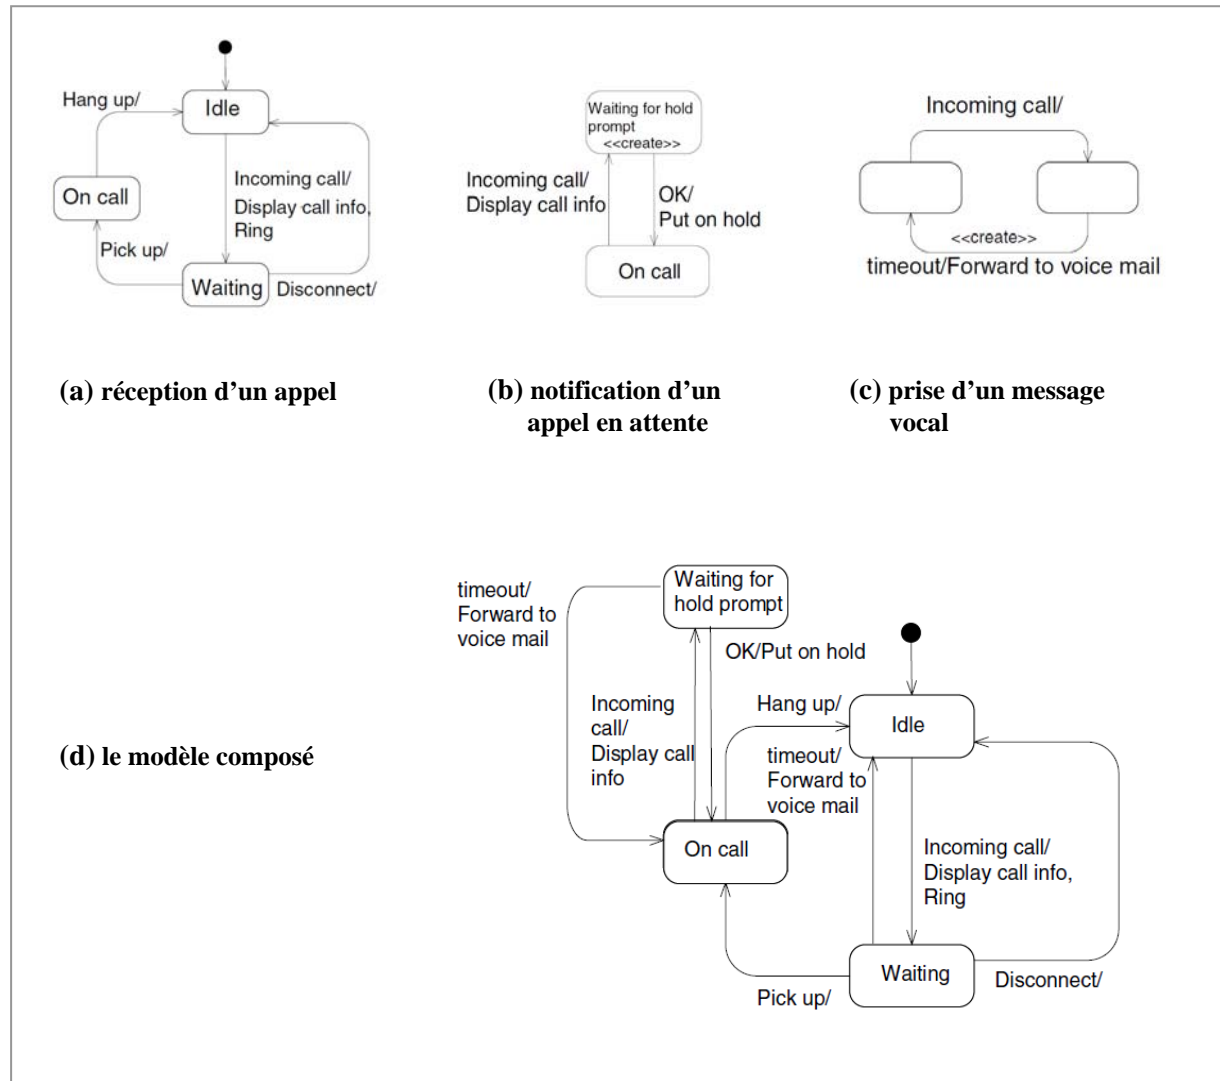 Hang up/
Idle
On call
Incoming call/
Display call info,
Ring
Pick up/
Waiting
Disconnect/
Waiting for hold
prompt
<<create>>
Incoming call/
Display call info
OK/
Put on hold
On call
Incoming call/
<<create>>
timeout/Forward to voice mail
(a) réception d’un appel
(b) notification d’un
appel en attente
(c) prise d’un message
vocal
timeout/
Forward to
voice mail
Waiting for
hold prompt
OK/Put on hold
Incoming
call/
Display call
info
Hang up/
Idle
timeout/
Forward to
voice mail
(d) le modèle composé
On call
Incoming call/
Display call info,
Ring
Waiting
Pick up/
Disconnect/